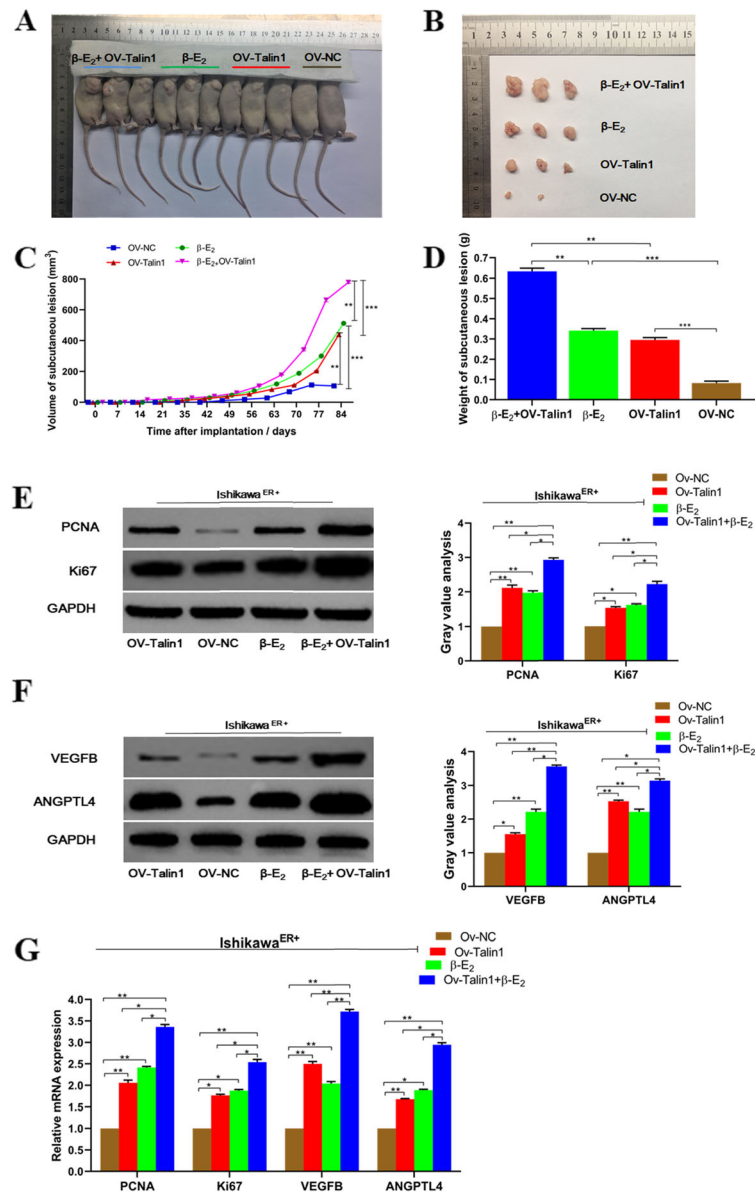 A
β-E2+ OV-Talin1 β-E2 OV-Talin1 OV-NC
B
β-E2+ OV-Talin1
β-E2
OV-Talin1
OV-NC
C
OV-NC
OV-Talin1
β-E2
β-E2+OV-Talin1
Volume of subcutaneou leision (mm3)
800
600
400
200
0
0 7 14 21 35 42 49 56 63 70 77 84
Time after implantation / days
** ***
** ***
D
Weight of subcutaneous lesion (g)
0.7
0.6
0.5
0.4
0.3
0.2
0.1
0.0
**
** ***
***
β-E2+OV-Talin1 β-E2 OV-Talin1 OV-NC
E
Ishikawa ER+
PCNA
Ki67
GAPDH
OV-Talin1 OV-NC β-E2 β-E2+ OV-Talin1
Ov-NC
Ov-Talin1
β-E2
Ov-Talin1+β-E2
Ishikawa ER+
Gray value analysis
4
3
2
1
0
** * * ** **
** * * * *
PCNA Ki67
F
Ishikawa ER+
VEGFB
ANGPTL4
GAPDH
OV-Talin1 OV-NC β-E2 β-E2+ OV-Talin1
Ov-NC
Ov-Talin1
β-E2
Ov-Talin1+β-E2
Ishikawa ER+
Gray value analysis
4
3
2
1
0
** ** * ** *
* * * ** **
VEGFB ANGPTL4
G
Ishikawa ER+
Ov-NC
Ov-Talin1
β-E2
Ov-Talin1+β-E2
Relative mRNA expression
4.0
3.5
3.0
2.5
2.0
1.5
1.0
0.5
** * * ** **
** * * * *
** ** ** ** **
** * * * **
PCNA Ki67 VEGFB ANGPTL4